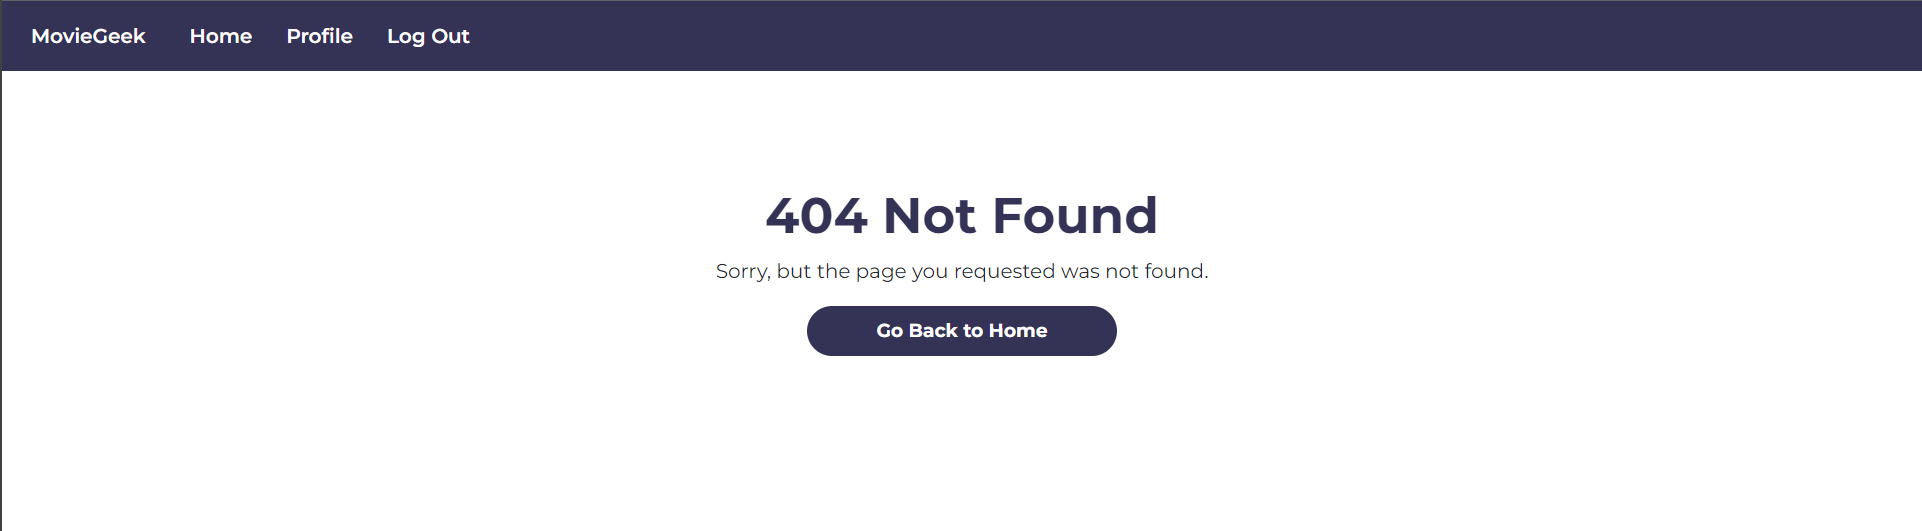 MovieGeek Home Profile Log Out
404 Not Found
Sorry, but the page you requested was not found.
Go Back to Home